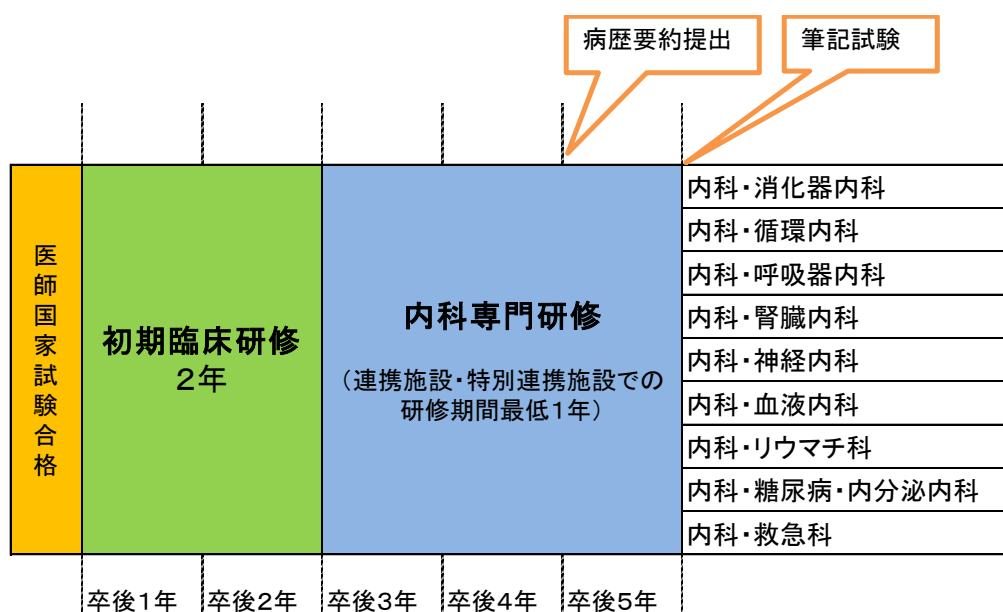 病歴要約提出
筆記試験
医師国家試験合格
初期臨床研修
2年
内科専門研修
（連携施設・特別連携施設での
研修期間最低1年）
内科・消化器内科
内科・循環内科
内科・呼吸器内科
内科・腎臓内科
内科・神経内科
内科・血液内科
内科・リウマチ科
内科・糖尿病・内分泌内科
内科・救急科
卒後1年
卒後2年
卒後3年
卒後4年
卒後5年